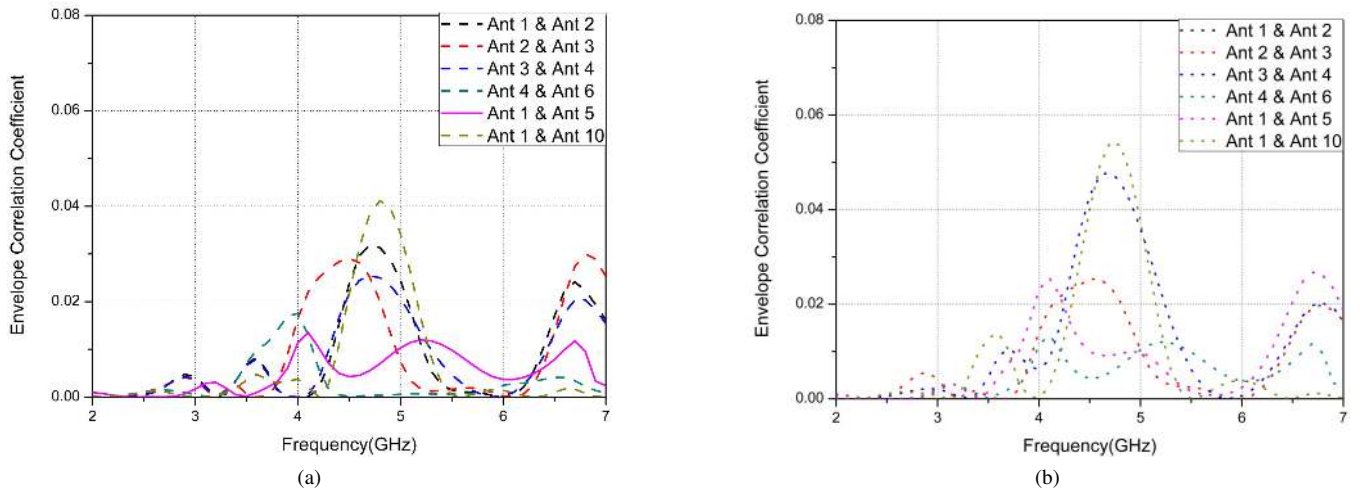 0.08
0.06
0.04
0.02
0.00
Envelope Correlation Coefficient
Ant 1 & Ant 2
Ant 2 & Ant 3
Ant 3 & Ant 4
Ant 4 & Ant 6
Ant 1 & Ant 5
Ant 1 & Ant 10
2 3 4 5 6 7
Frequency(GHz)
(a)
0.08
0.06
0.04
0.02
0.00
Envelope Correlation Coefficient
Ant 1 & Ant 2
Ant 2 & Ant 3
Ant 3 & Ant 4
Ant 4 & Ant 6
Ant 1 & Ant 5
Ant 1 & Ant 10
2 3 4 5 6 7
Frequency(GHz)
(b)